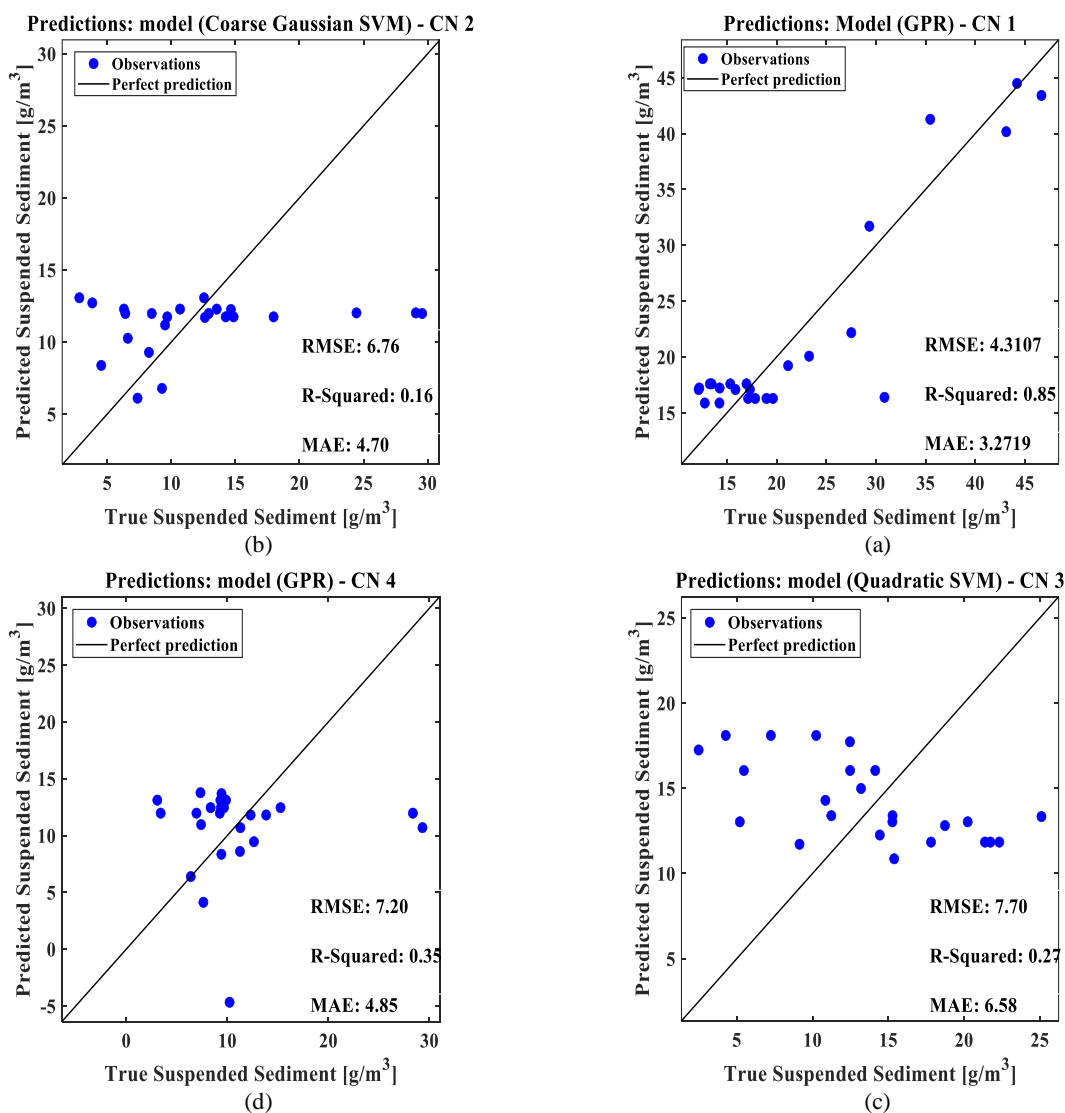 Predictions: model (Coarse Gaussian SVM) - CN 2
Observations
Perfect prediction
Predicted Suspended Sediment [g/m³]
30
25
20
15
10
5
RMSE: 6.76
R-Squared: 0.16
MAE: 4.70
5 10 15 20 25 30
True Suspended Sediment [g/m³]
(b)
Predictions: Model (GPR) - CN 1
Observations
Perfect prediction
Predicted Suspended Sediment [g/m³]
45
40
35
30
25
20
15
RMSE: 4.3107
R-Squared: 0.85
MAE: 3.2719
15 20 25 30 35 40 45
True Suspended Sediment [g/m³]
(a)
Predictions: model (GPR) - CN 4
Observations
Perfect prediction
Predicted Suspended Sediment [g/m³]
30
25
20
15
10
5
0
-5
RMSE: 7.20
R-Squared: 0.35
MAE: 4.85
0 10 20 30
True Suspended Sediment [g/m³]
(d)
Predictions: model (Quadratic SVM) - CN 3
Observations
Perfect prediction
Predicted Suspended Sediment [g/m³]
25
20
15
10
5
RMSE: 7.70
R-Squared: 0.27
MAE: 6.58
5 10 15 20 25
True Suspended Sediment [g/m³]
(c)